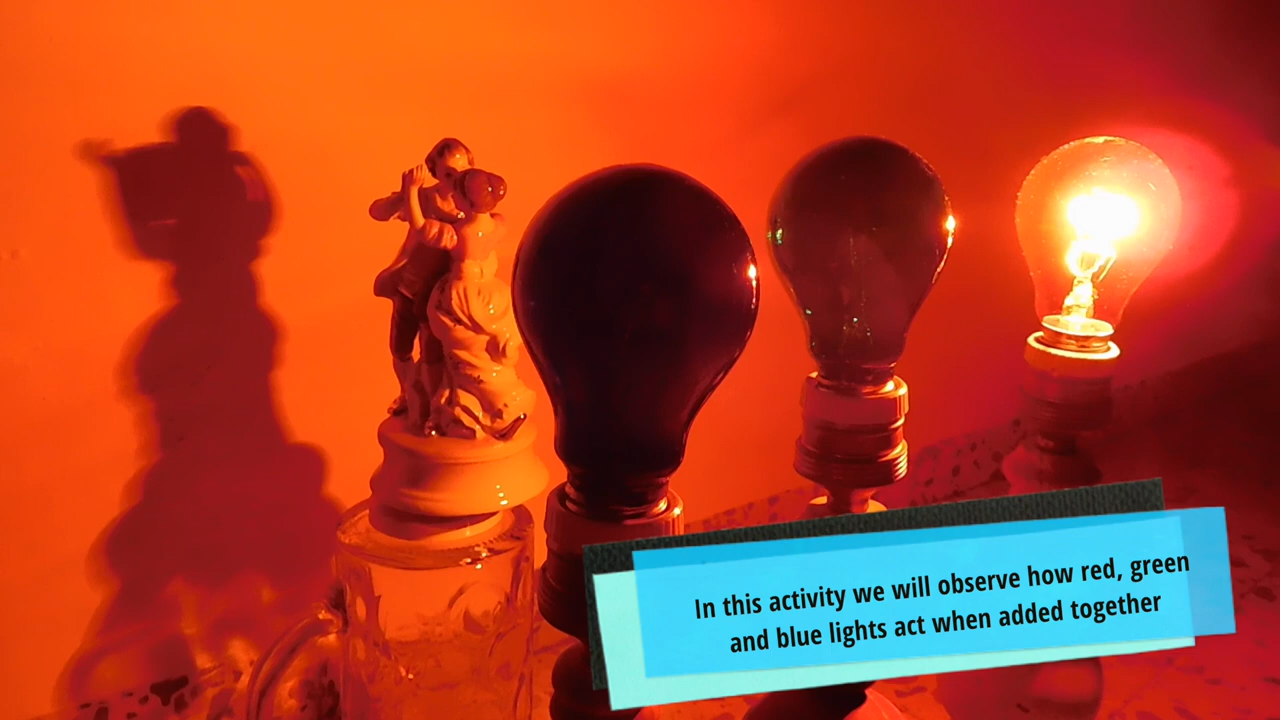 In this activity we will observe how red, green
and blue lights act when added together